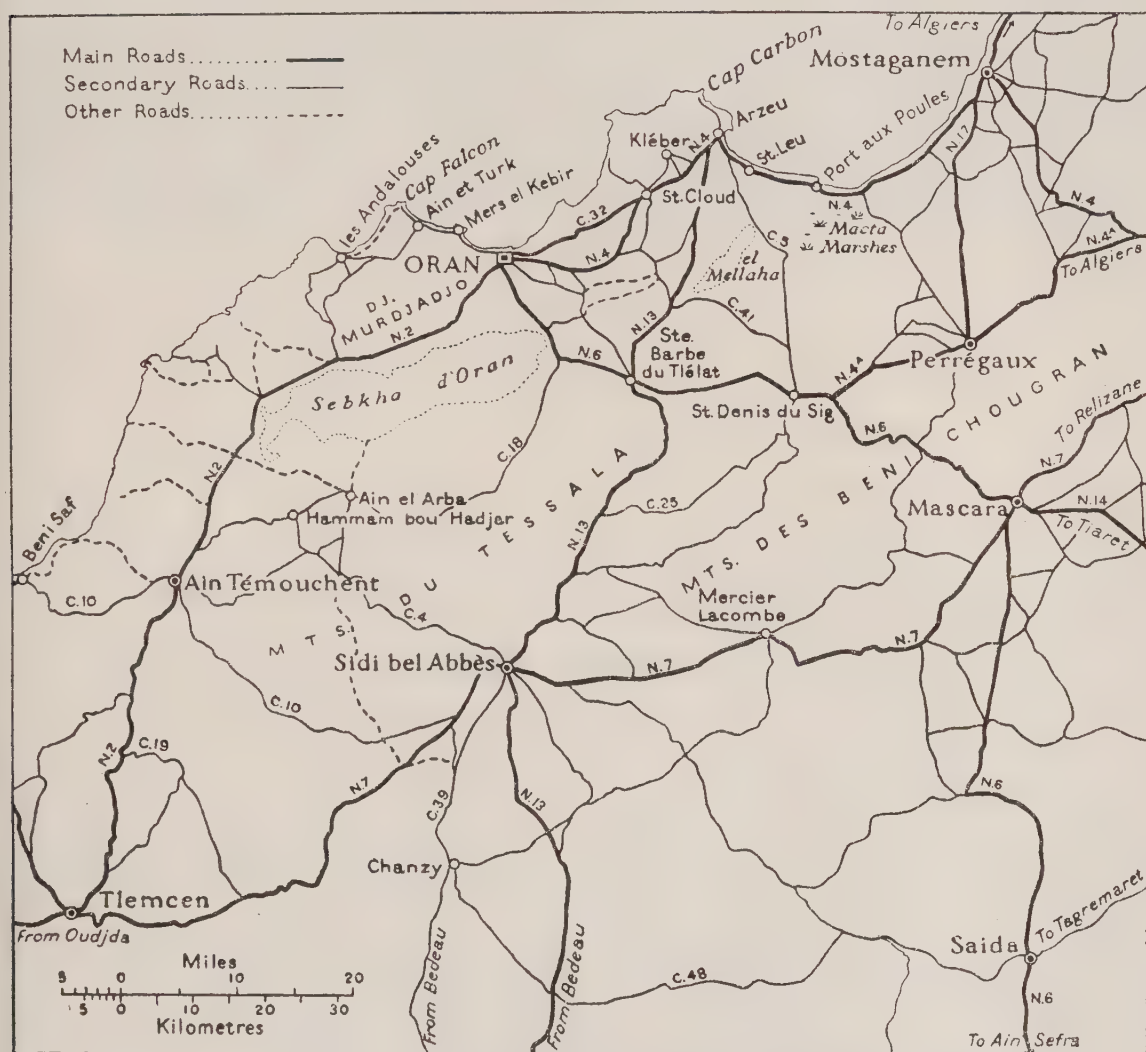 Main Roads
Secondary Roads
Other Roads
To Algiers
Mostaganem
Cap Carbon
Arzeu
Kléber
N.4
St. Leu
Port aux Poules
N.17
les Andalouses
Cap Falcon
Ain et Turk
Mers el Kebir
C.32
St. Cloud
N.4
N.4
ORAN
N.4
C.5
Macta
Marshes
el
Mellaha
N.4A
To Algiers
DJ.
MURDJADJO
N.2
N.13
C.41
Ste.
Barbe
du Tlélat
N.6
Perrégaux
Sebkha d'Oran
N.4A
St. Denis du Sig
N.6
CHOUGRAN
To Relizane
N.7
N.2
C.18
Ain el Arba
Hammam bou Hadjar
C.25
N.13
Mascara
N.14
To Tiaret
Beni Saf
C.10
Ain Témouchent
MTS. DU TESSALA
C.4
MTS. DES BENI
Mercier
Lacombe
Sidi bel Abbès
N.7
N.7
C.10
N.2
C.19
N.7
C.39
N.13
N.6
Chanzy
Tlemcen
From Oudjda
Saida
To Tagremaret
C.48
From Bedeau
From Bedeau
N.6
To Ain Sefra
Miles
5 0 10 20
5 0 10 20 30
Kilometres